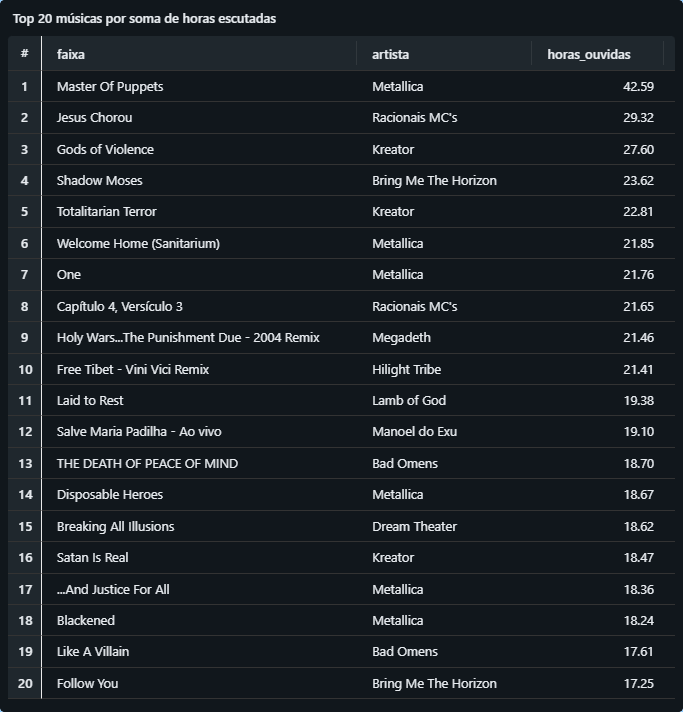 Top 20 músicas por soma de horas escutadas
# faixa artista horas_ouvidas
1 Master Of Puppets Metallica 42.59
2 Jesus Chorou Racionais MC's 29.32
3 Gods of Violence Kreator 27.60
4 Shadow Moses Bring Me The Horizon 23.62
5 Totalitarian Terror Kreator 22.81
6 Welcome Home (Sanitarium) Metallica 21.85
7 One Metallica 21.76
8 Capítulo 4, Versículo 3 Racionais MC's 21.65
9 Holy Wars...The Punishment Due - 2004 Remix Megadeth 21.46
10 Free Tibet - Vini Vici Remix Hilight Tribe 21.41
11 Laid to Rest Lamb of God 19.38
12 Salve Maria Padilha - Ao vivo Manoel do Exu 19.10
13 THE DEATH OF PEACE OF MIND Bad Omens 18.70
14 Disposable Heroes Metallica 18.67
15 Breaking All Illusions Dream Theater 18.62
16 Satan Is Real Kreator 18.47
17 ...And Justice For All Metallica 18.36
18 Blackened Metallica 18.24
19 Like A Villain Bad Omens 17.61
20 Follow You Bring Me The Horizon 17.25